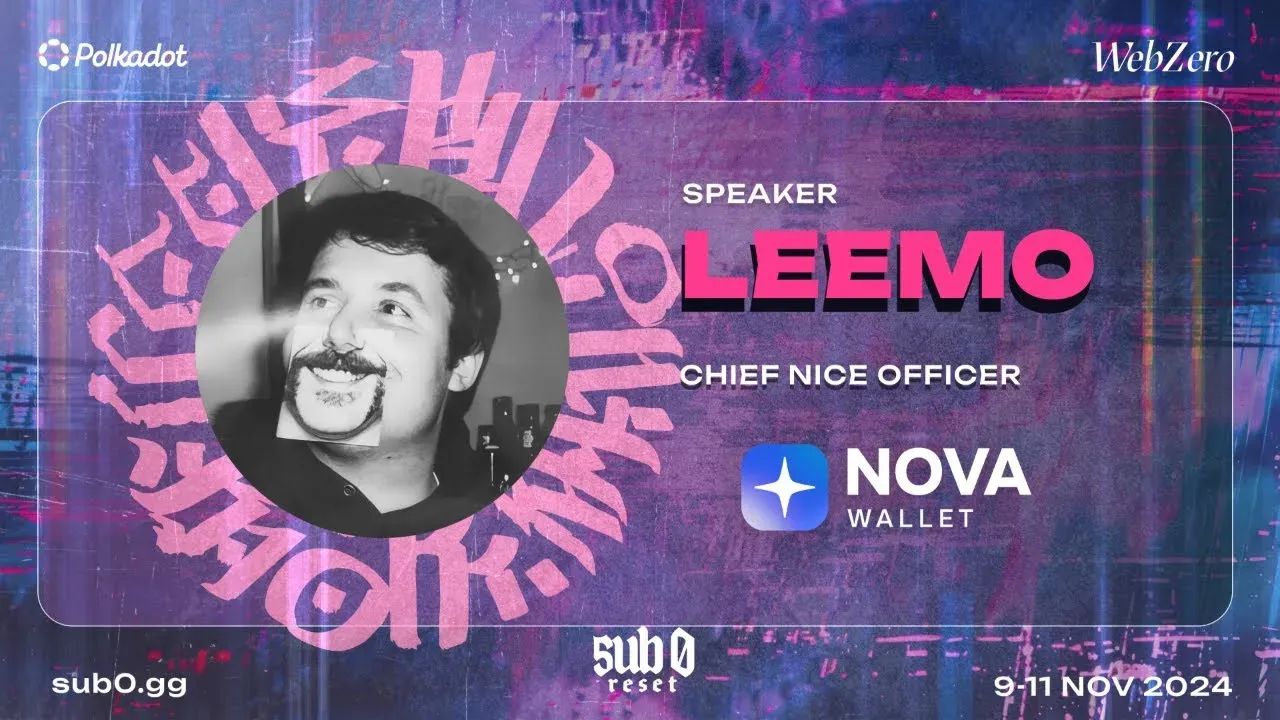 Polkadot
WebZero
SPEAKER
LEEMO
CHIEF NICE OFFICER
NOVA
WALLET
sub0
reset
sub0.gg
9-11 NOV 2024